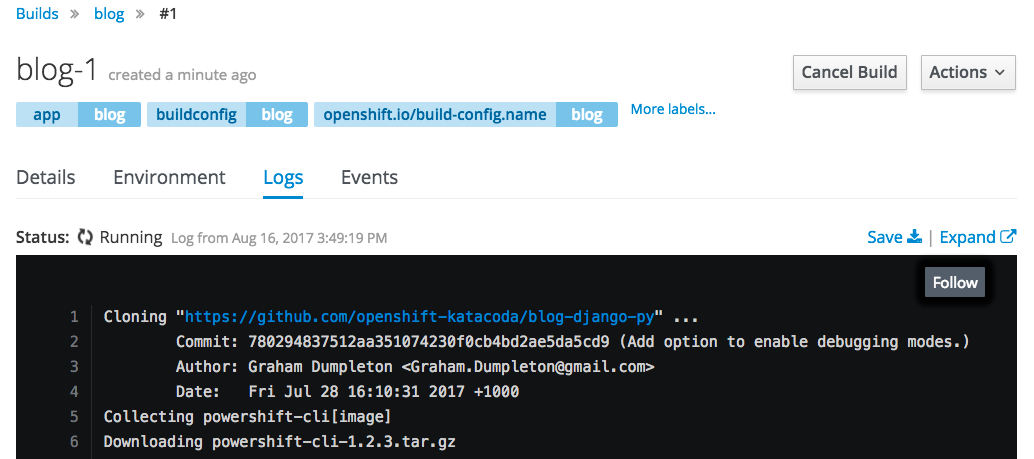 Builds » blog » #1
blog-1 created a minute ago Cancel Build Actions
app blog buildconfig blog openshift.io/build-config.name blog More labels...
Details Environment Logs Events
Status: Running Log from Aug 16, 2017 3:49:19 PM Save | Expand
Follow
1 Cloning "https://github.com/openshift-katacoda/blog-django-py" ...
2 Commit: 780294837512aa351074230f0cb4bd2ae5da5cd9 (Add option to enable debugging modes.)
3 Author: Graham Dumpleton <Graham.Dumpleton@gmail.com>
4 Date: Fri Jul 28 16:10:31 2017 +1000
5 Collecting powershift-cli[image]
6 Downloading powershift-cli-1.2.3.tar.gz